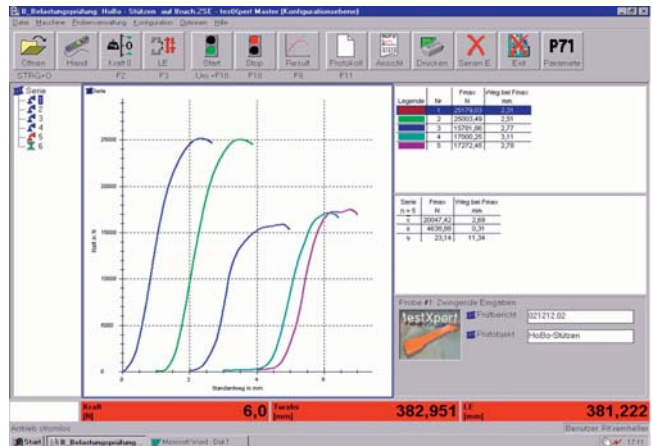 B_Belastungsprüfung HoBo - Stützen auf Bruch.ZSE - testXpert Master (Konfigurationsebene)
Datei Maschine Probenverwaltung Konfiguration Optionen Hilfe
Öffnen Hand Kraft 0 LE Start Stop Result Protokoll Ansicht Drucken Serien E. Exit P71 Parameter
STRG+O F2 F3 F10 F8 F11
Serie
1
2
3
4
5
6
Serie
25000
20000
15000
10000
5000
0
Kraft in N
0 2 4 6
Standardweg in mm
Legende Nr Fmax Weg bei Fmax
N mm
1 25179,03 2,31
2 25003,49 2,51
3 15781,86 2,77
4 17000,25 3,11
5 17272,45 2,78
Serie Fmax Weg bei Fmax
n = 5 N mm
x 20047,42 2,69
s 4638,88 0,31
v 23,14 11,34
Probe #1: Zwingende Eingaben
testXpert
Prüfbericht 021212.02
Prüfobjekt HoBo-Stützen
Kraft [N] 6,0
Twabs [mm] 382,951
LE [mm] 381,222
Antrieb stromlos
Benutzer: Ritzenhaller
Start B_Belastungsprüfung... Microsoft Word - Dok1 17:11